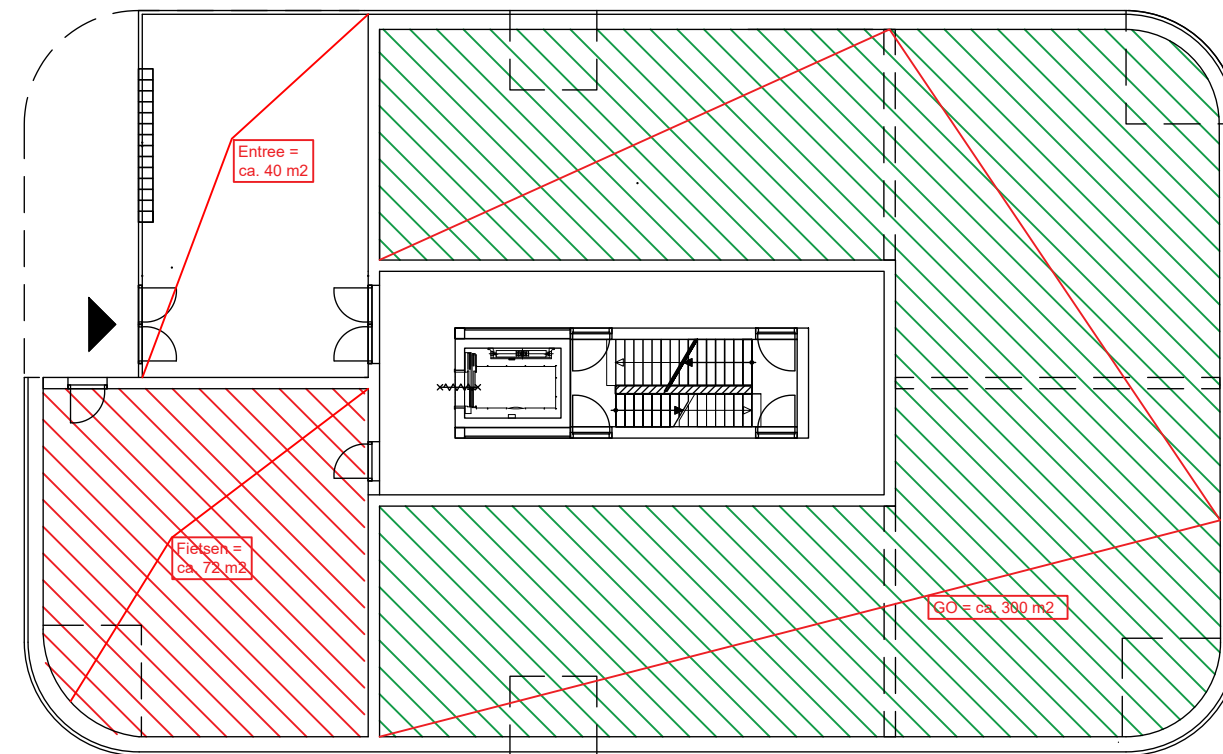 Entree =
ca. 40 m2
Fietsen =
ca. 72 m2
GO = ca. 300 m2